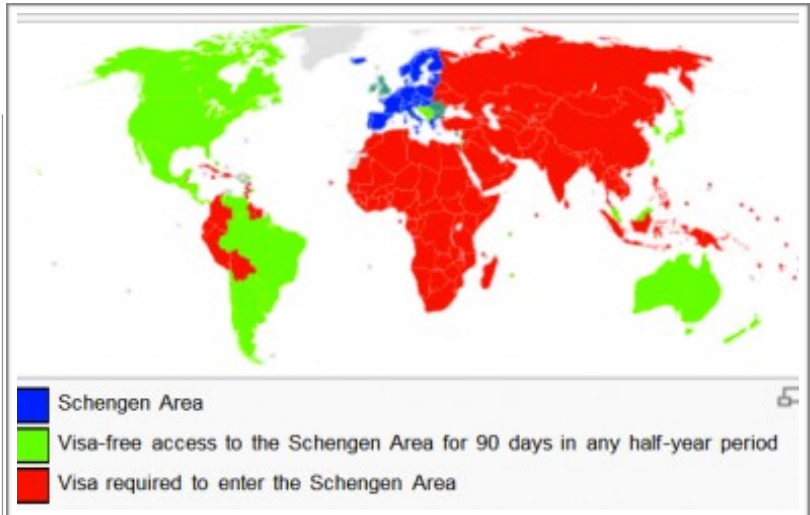 Schengen Area
Visa-free access to the Schengen Area for 90 days in any half-year period
Visa required to enter the Schengen Area